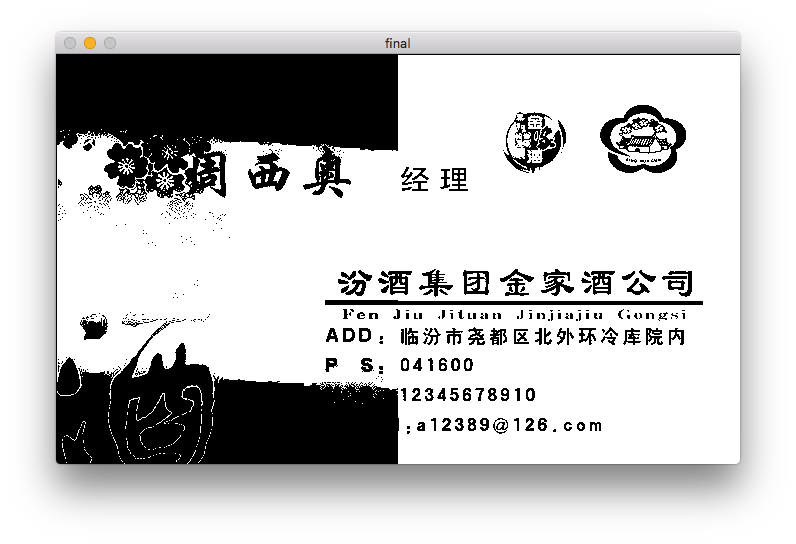 final
周西奥 经理
汾酒集团金家酒公司
Fen Jiu Jituan Jinjiajiu Gongsi
ADD：临汾市尧都区北外环冷库院内
P S：041600
12345678910
:a12389@126.com